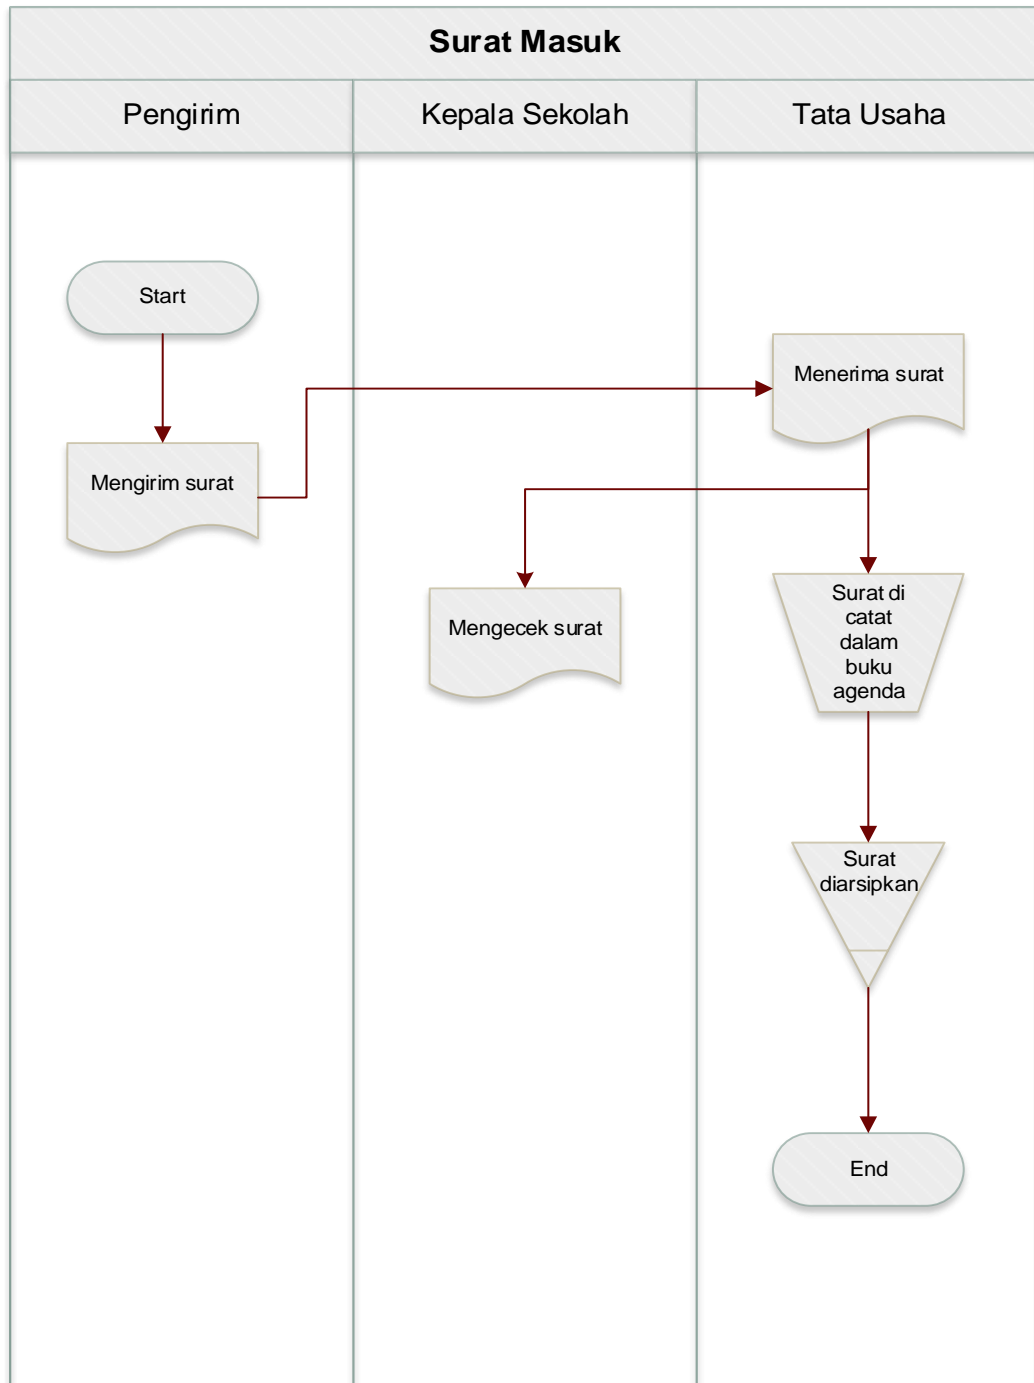 Surat Masuk
Pengirim
Kepala Sekolah
Tata Usaha
Start
Menerima surat
Mengirim surat
Mengecek surat
Surat di
catat
dalam
buku
agenda
Surat
diarsipkan
End